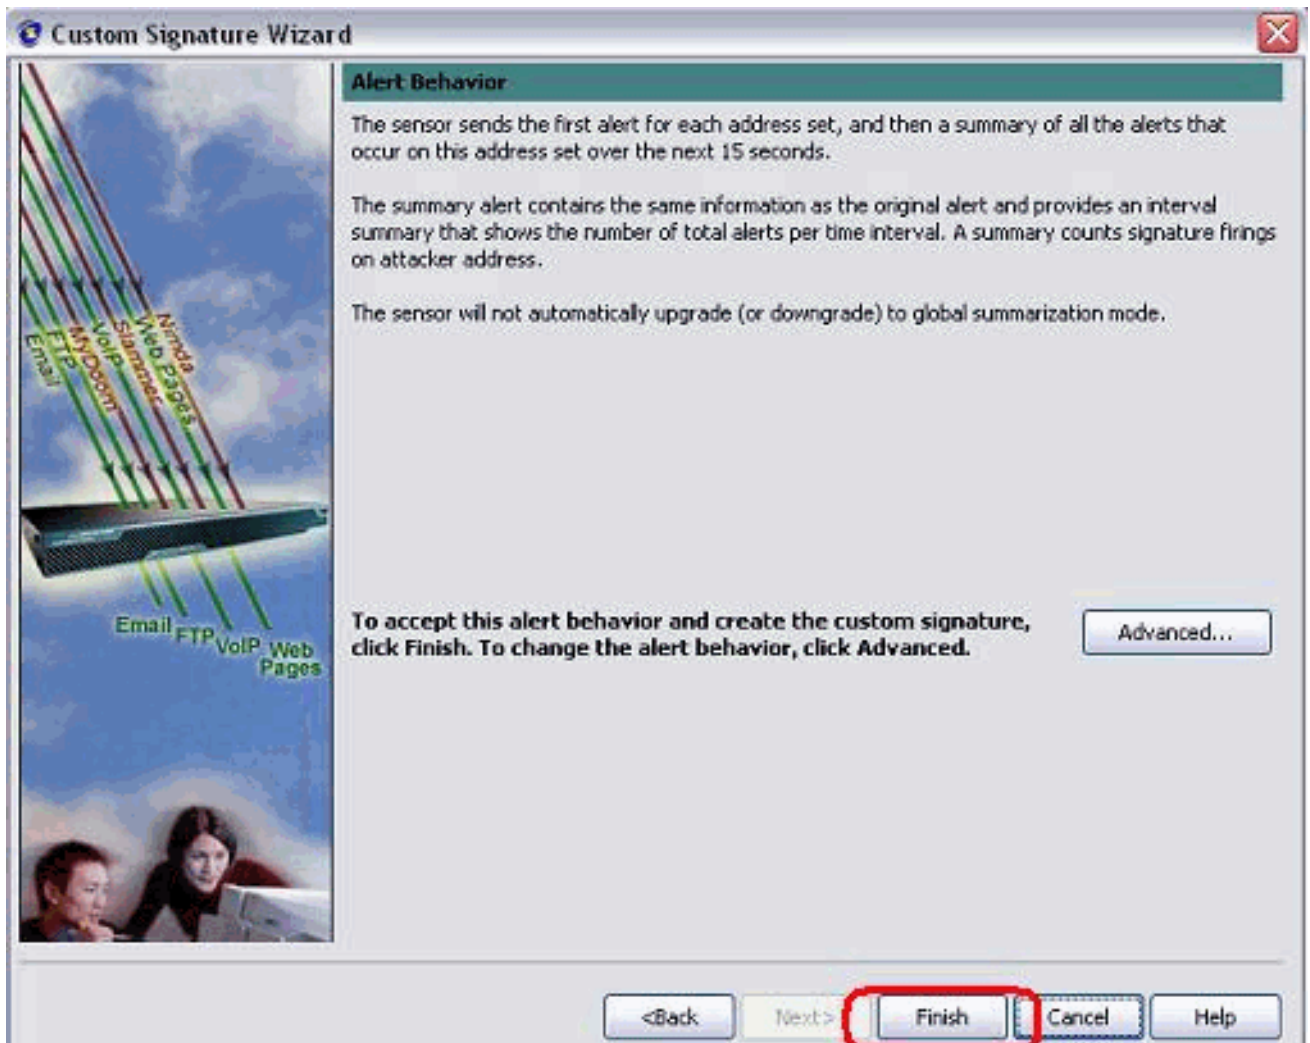 Custom Signature Wizard
Alert Behavior
The sensor sends the first alert for each address set, and then a summary of all the alerts that
occur on this address set over the next 15 seconds.
The summary alert contains the same information as the original alert and provides an interval
summary that shows the number of total alerts per time interval. A summary counts signature firings
on attacker address.
The sensor will not automatically upgrade (or downgrade) to global summarization mode.
Email
FTP
MyDoom
VoIP
Slammer
Web Pages
Nimda
Email
FTP
VoIP
Web
Pages
To accept this alert behavior and create the custom signature,
click Finish. To change the alert behavior, click Advanced.
Advanced...
<Back
Next>
Finish
Cancel
Help